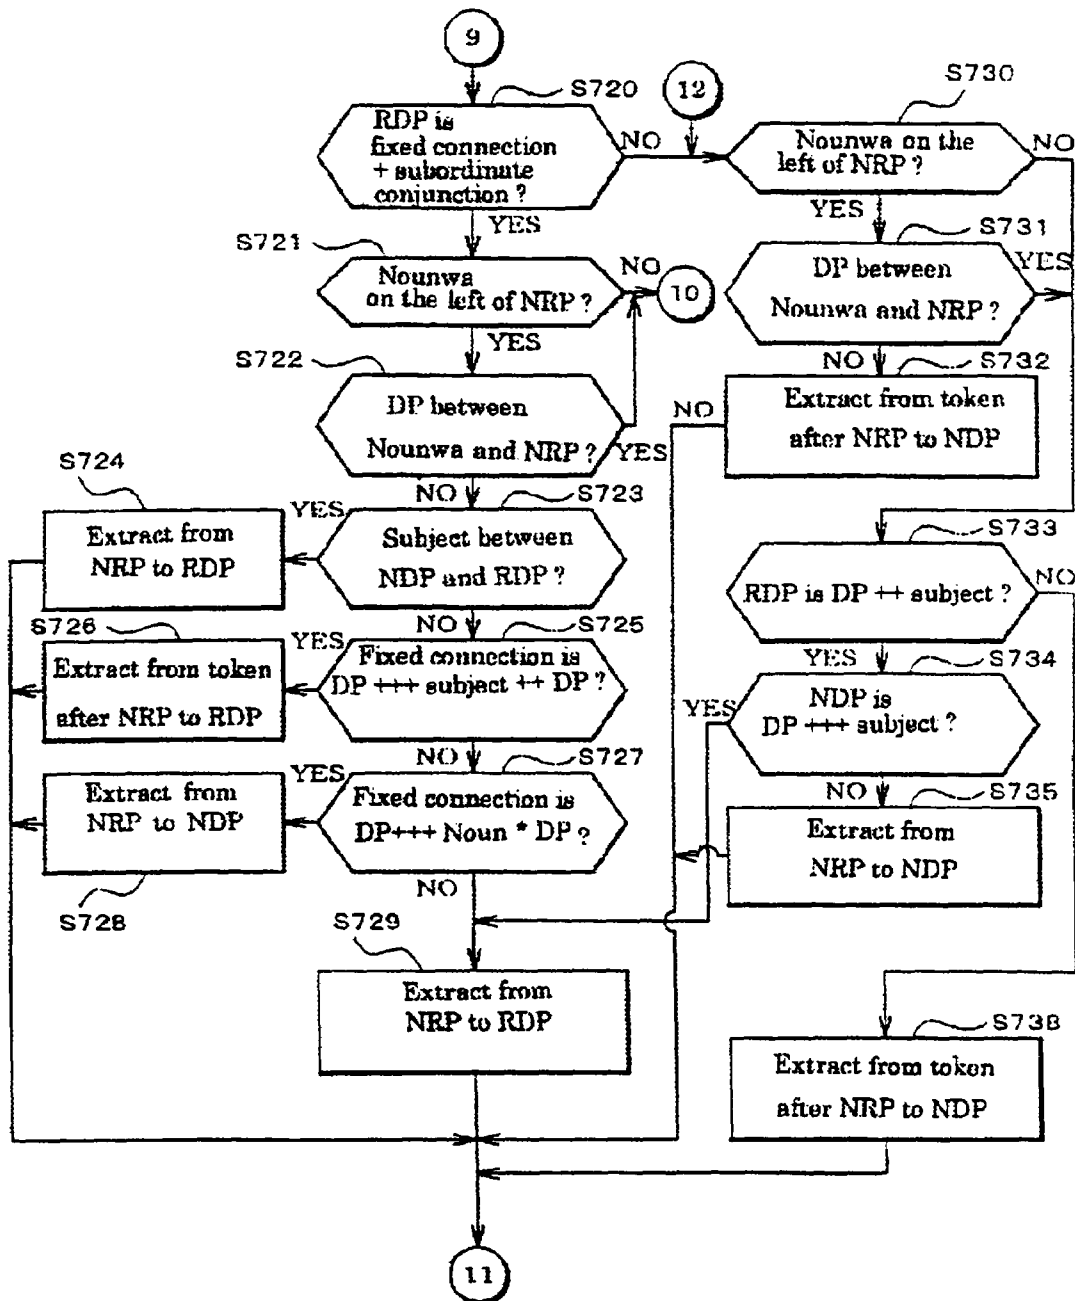 9
S720
RDP is
fixed connection
+ subordinate
conjunction ?
NO
YES
12
S730
Nounwa on the
left of NRP ?
NO
YES
S721
Nounwa
on the left of NRP ?
NO
10
YES
S731
DP between
Nounwa and NRP ?
YES
NO
S722
DP between
Nounwa and NRP ?
YES
NO
S732
Extract from token
after NRP to NDP
NO
S723
Subject between
NDP and RDP ?
YES
NO
S724
Extract from
NRP to RDP
S733
RDP is DP ++ subject ?
NO
YES
S725
Fixed connection is
DP +++ subject ++ DP ?
YES
NO
S726
Extract from token
after NRP to RDP
S734
NDP is
DP +++ subject ?
YES
NO
S727
Fixed connection is
DP+++ Noun * DP ?
YES
NO
Extract from
NRP to NDP
S728
S735
Extract from
NRP to NDP
S729
Extract from
NRP to RDP
S73B
Extract from token
after NRP to NDP
11